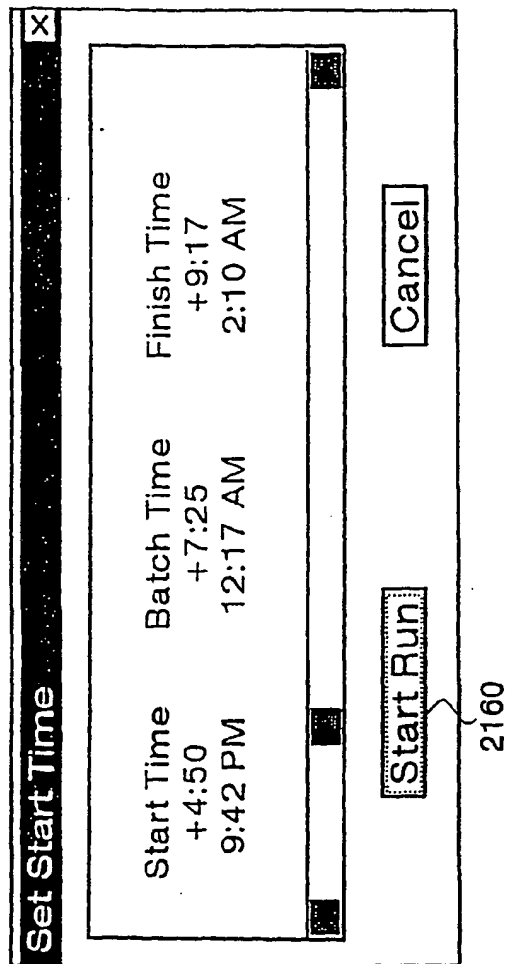 Set Start Time X
Start Time Batch Time Finish Time
+4:50 +7:25 +9:17
9:42 PM 12:17 AM 2:10 AM
Start Run Cancel
2160